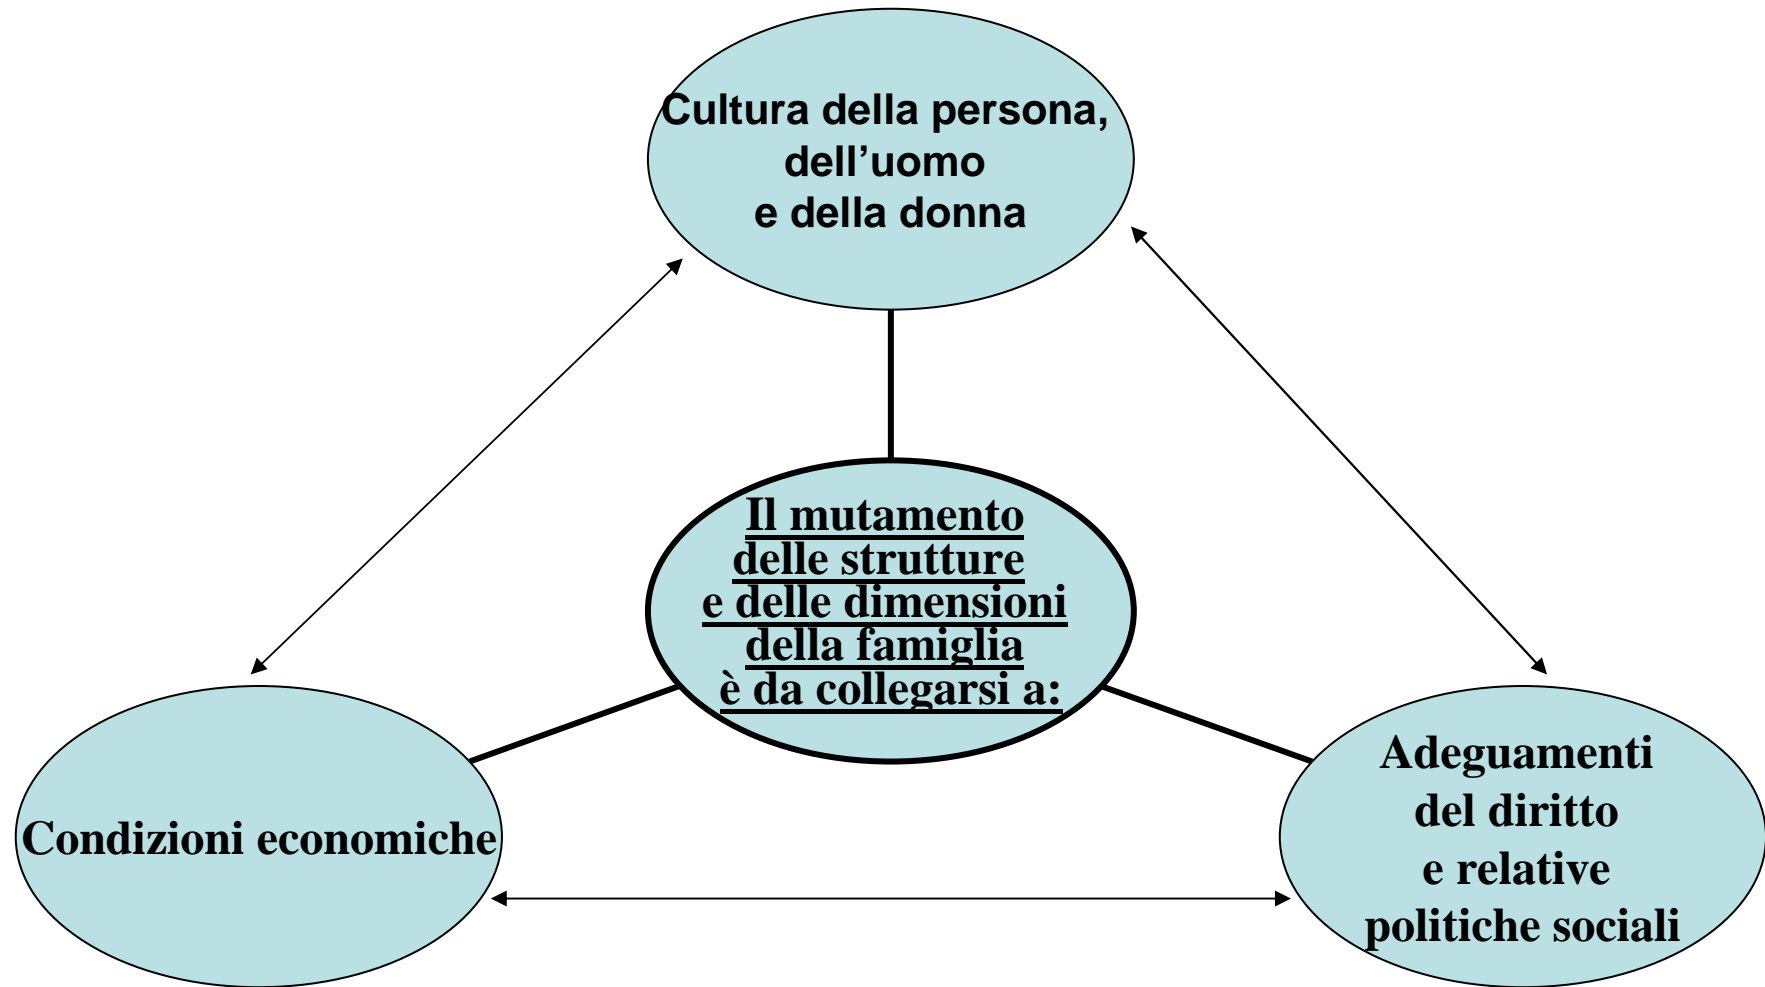 Cultura della persona,
dell’uomo
e della donna
Il mutamento
delle strutture
e delle dimensioni
della famiglia
è da collegarsi a:
Condizioni economiche
Adeguamenti
del diritto
e relative
politiche sociali